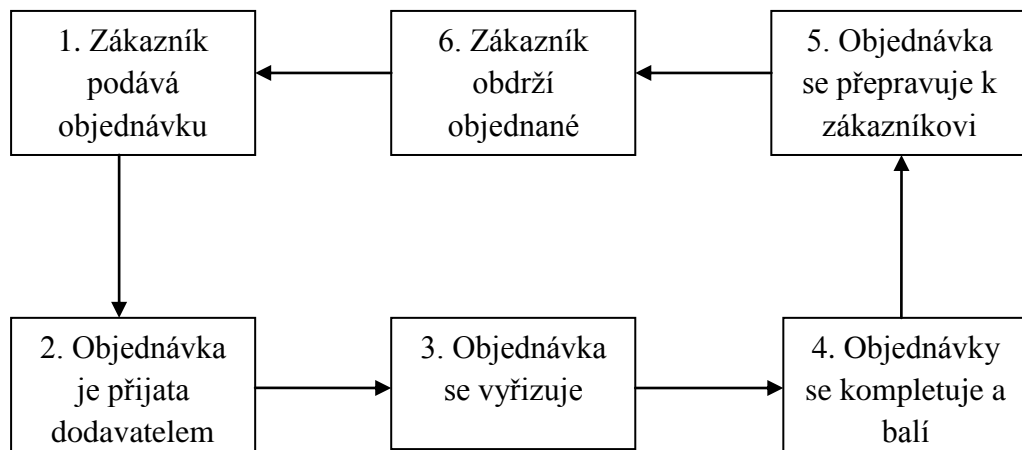 1. Zákazník
podává
objednávku
6. Zákazník
obdrží
objednané
5. Objednávka
se přepravuje k
zákazníkovi
2. Objednávka
je přijata
dodavatelem
3. Objednávka
se vyřizuje
4. Objednávky
se kompletuje a
balí